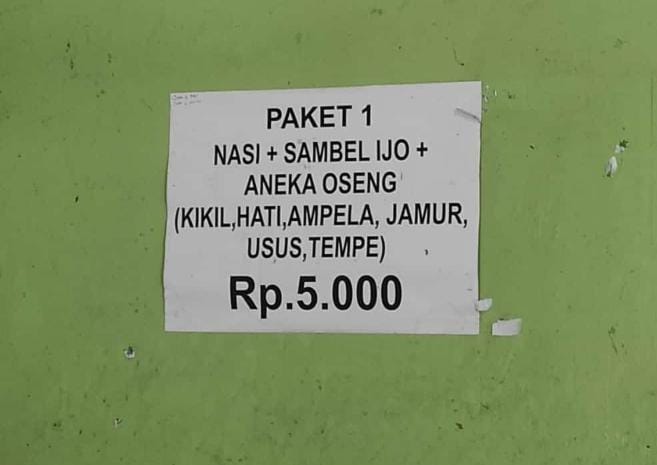 PAKET 1
NASI + SAMBEL IJO +
ANEKA OSENG
(KIKIL,HATI,AMPELA, JAMUR,
USUS,TEMPE)
Rp.5.000